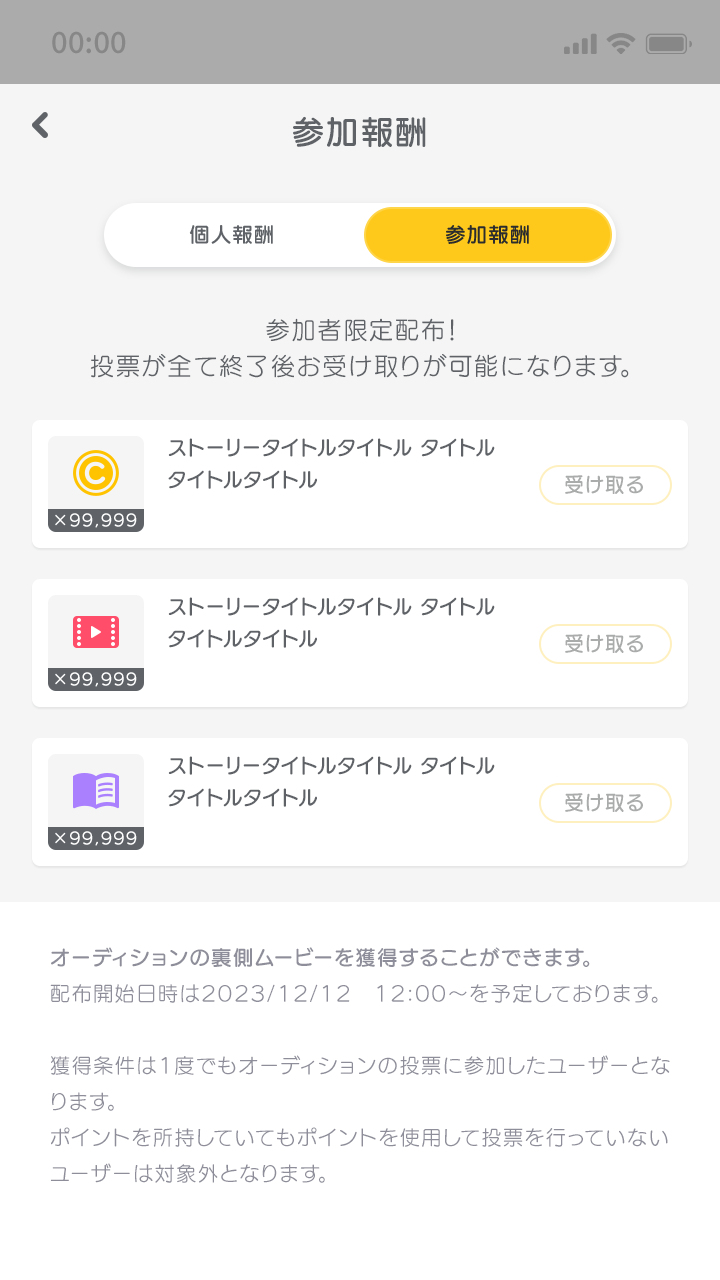 00:00
参加報酬
個人報酬
参加報酬
参加者限定配布!
投票が全て終了後お受け取りが可能になります。
ストーリータイトルタイトル タイトル
タイトルタイトル
受け取る
×99,999
ストーリータイトルタイトル タイトル
タイトルタイトル
受け取る
×99,999
ストーリータイトルタイトル タイトル
タイトルタイトル
受け取る
×99,999
オーディションの裏側ムービーを獲得することができます。
配布開始日時は2023/12/12　12:00〜を予定しております。
獲得条件は1度でもオーディションの投票に参加したユーザーとな
ります。
ポイントを所持していてもポイントを使用して投票を行っていない
ユーザーは対象外となります。